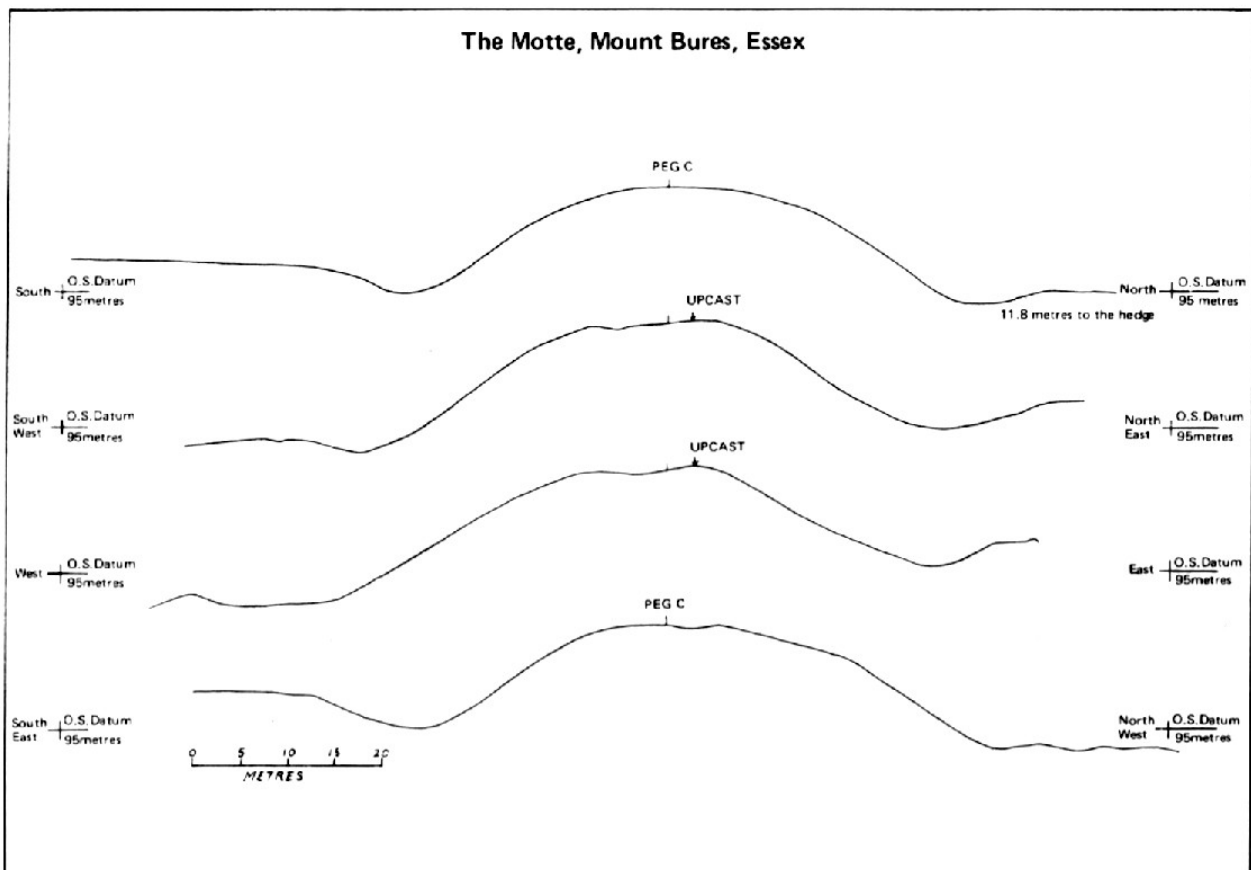 The Motte, Mount Bures, Essex
PEG C
South O.S.Datum
95metres
North O.S.Datum
95 metres
11.8 metres to the hedge
UPCAST
South
West O.S.Datum
95metres
North
East O.S.Datum
95metres
UPCAST
West O.S.Datum
95metres
East O.S.Datum
95metres
PEG C
South
East O.S.Datum
95metres
North
West O.S.Datum
95metres
0 5 10 15 20
METRES